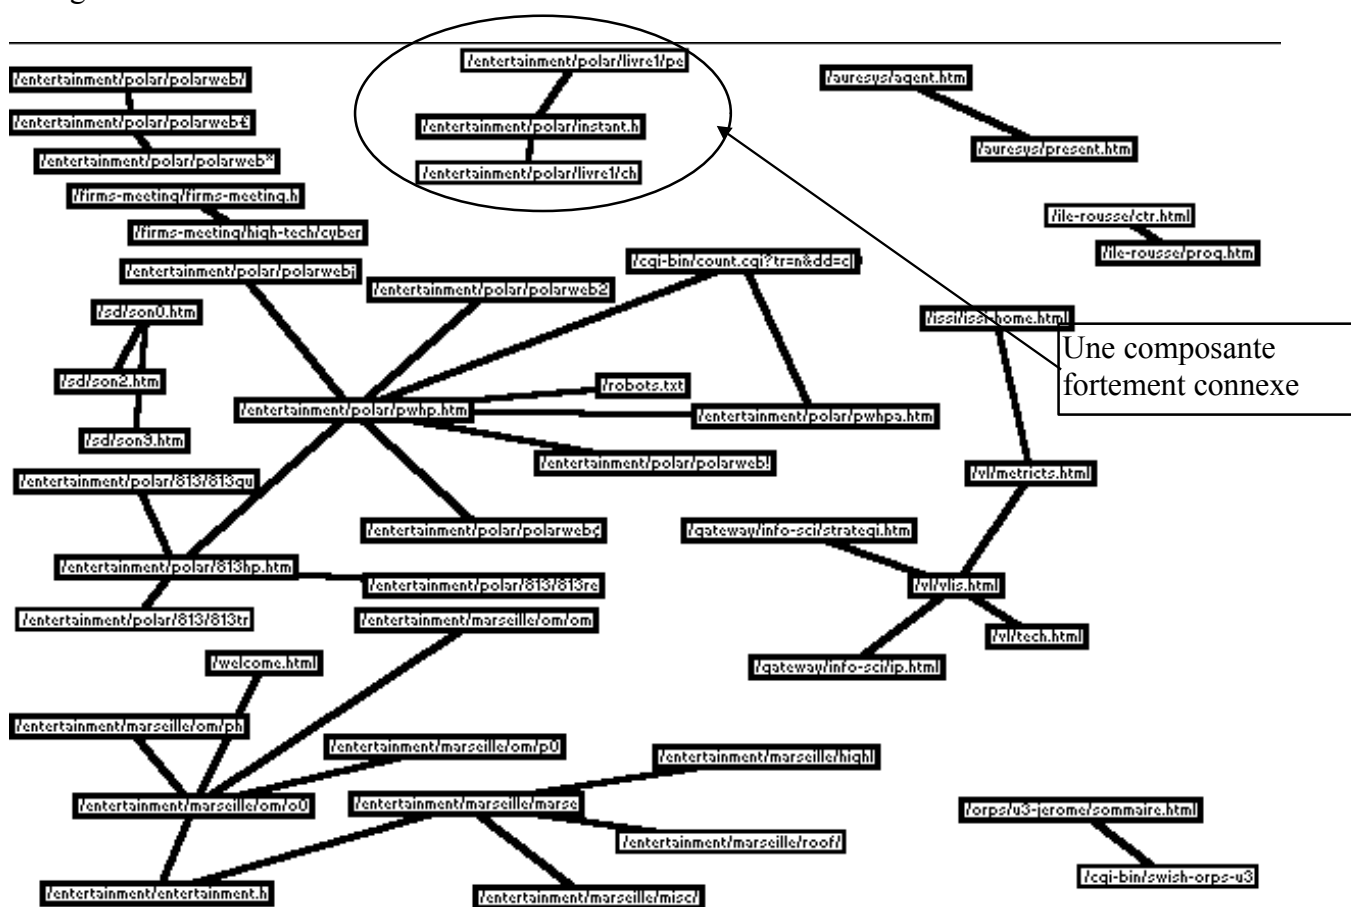 /entertainment/polar/livre1/pe
/entertainment/polar/polarweb/
/auresys/agent.htm
/entertainment/polar/polarweb£
/entertainment/polar/instant.h
/auresys/present.htm
/entertainment/polar/polarweb"
/entertainment/polar/livre1/ch
/firms-meeting/firms-meeting.h
/ile-rousse/ctr.html
/firms-meeting/high-tech/cyber
/ile-rousse/prog.htm
/entertainment/polar/polarwebj
/cgi-bin/count.cgi?tr=n&dd=c|
/entertainment/polar/polarweb2
/sd/son0.htm
/issi/issi-home.html
Une composante
fortement connexe
/sd/son2.htm
/robots.txt
/entertainment/polar/pwhp.htm
/entertainment/polar/pwhpa.htm
/sd/son3.htm
/entertainment/polar/polarweb!
/vl/metricts.html
/entertainment/polar/813/813qu
/entertainment/polar/polarwebç
/gateway/info-sci/strategi.htm
/entertainment/polar/813hp.htm
/entertainment/polar/813/813re
/vl/vlis.html
/entertainment/polar/813/813tr
/entertainment/marseille/om/om
/vl/tech.html
/welcome.html
/gateway/info-sci/ip.html
/entertainment/marseille/om/ph
/entertainment/marseille/om/p0
/entertainment/marseille/highl
/entertainment/marseille/om/o0
/entertainment/marseille/marse
/orps/u3-jerome/sommaire.html
/entertainment/marseille/roof/
/cgi-bin/swish-orps-u3
/entertainment/entertainment.h
/entertainment/marseille/misc/